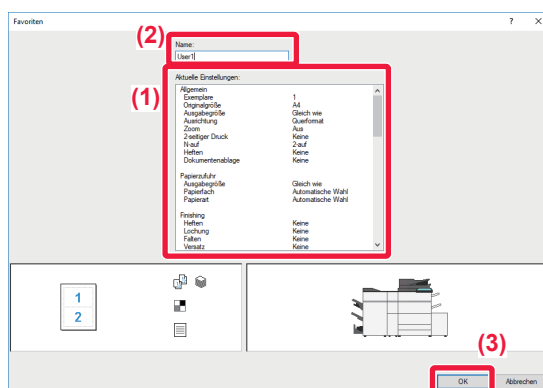 Favoriten ? X
(2)
Name:
User1
(1)
Aktuelle Einstellungen:
Allgemein
Exemplare 1
Originalgröße A4
Ausgabegröße Gleich wie
Ausrichtung Querformat
Zoom Aus
2-seitiger Druck Keine
N-auf 2-auf
Heften Keine
Dokumentenablage Keine
Papierzufuhr
Ausgabegröße Gleich wie
Papierfach Automatische Wahl
Papierart Automatische Wahl
Finishing
Heften Keine
Lochung Keine
Falten Keine
Versatz Keine
1
2
(3)
OK Abbrechen